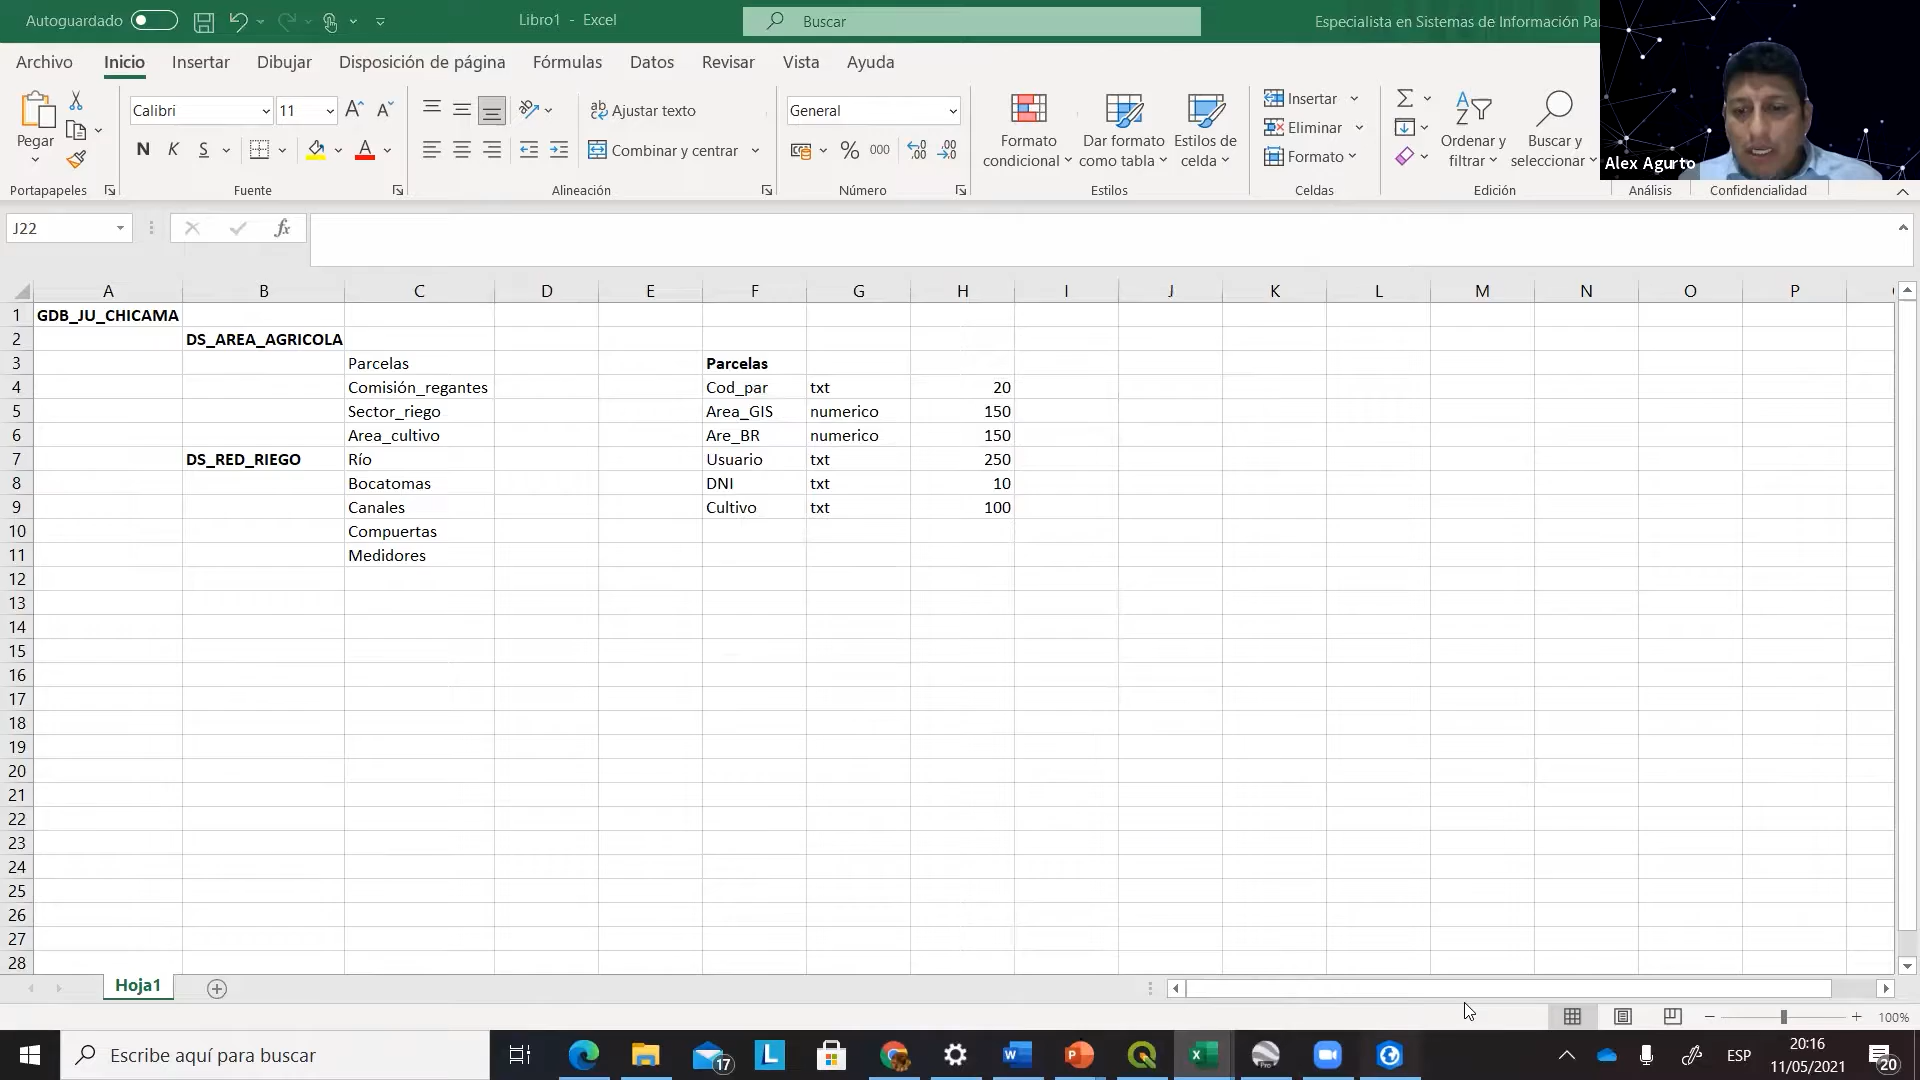 Autoguardado
Libro1 - Excel
Buscar
Especialista en Sistemas de Información Pa
Archivo Inicio Insertar Dibujar Disposición de página Fórmulas Datos Revisar Vista Ayuda
Pegar
Portapapeles
Calibri 11
N K S
Fuente
Ajustar texto
Combinar y centrar
Alineación
General
% 000
Número
Formato condicional
Dar formato como tabla
Estilos de celda
Estilos
Insertar
Eliminar
Formato
Celdas
Ordenar y filtrar
Buscar y seleccionar
Edición
Alex Agurto
Análisis
Confidencialidad
J22
fx
A B C D E F G H I J K L M N O P
1 GDB_JU_CHICAMA
2 DS_AREA_AGRICOLA
3 Parcelas Parcelas
4 Comisión_regantes Cod_par txt 20
5 Sector_riego Area_GIS numerico 150
6 Area_cultivo Are_BR numerico 150
7 DS_RED_RIEGO Río Usuario txt 250
8 Bocatomas DNI txt 10
9 Canales Cultivo txt 100
10 Compuertas
11 Medidores
12
13
14
15
16
17
18
19
20
21
22
23
24
25
26
27
28
Hoja1
100%
Escribe aquí para buscar
17
L
Pro
ESP
20:16
11/05/2021
20